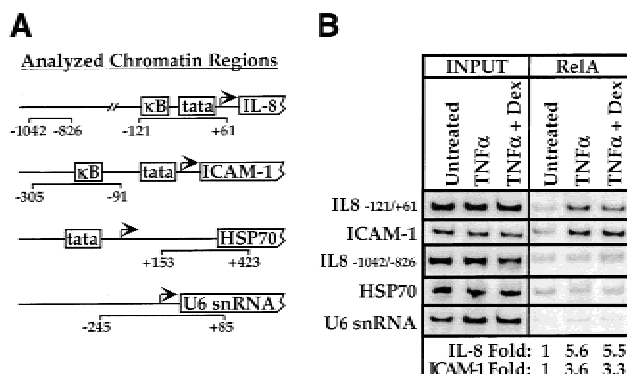 A
Analyzed Chromatin Regions
κB tata IL-8
-1042 -826 -121 +61
κB tata ICAM-1
-305 -91
tata HSP70
+153 +423
U6 snRNA
-245 +85
B
INPUT RelA
Untreated TNFα TNFα + Dex Untreated TNFα TNFα + Dex
IL8 -121/+61
ICAM-1
IL8 -1042/-826
HSP70
U6 snRNA
IL-8 Fold: 1 5.6 5.5
ICAM-1 Fold: 1 3.6 3.3